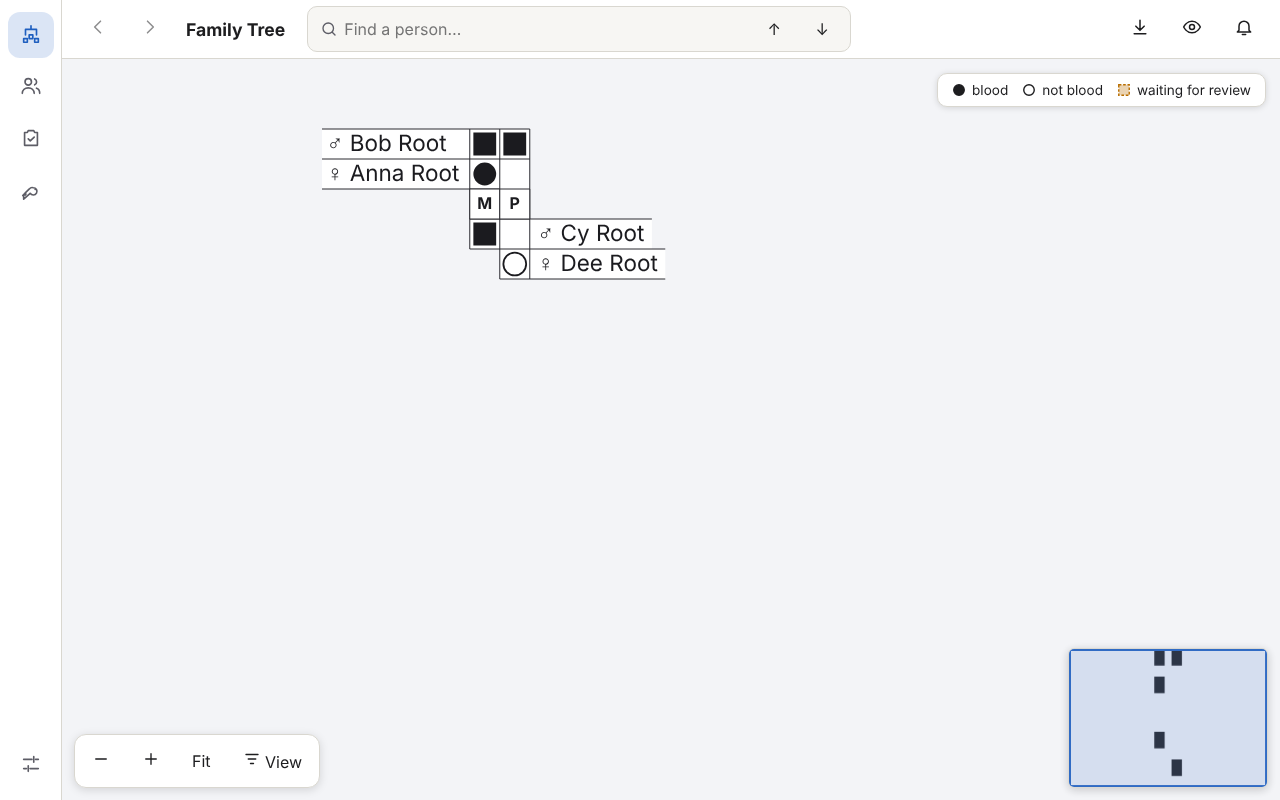 Family Tree
Find a person...
blood
not blood
waiting for review
♂ Bob Root
♀ Anna Root
M P
♂ Cy Root
♀ Dee Root
Fit
View